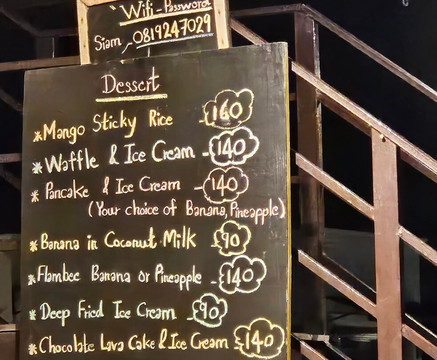 Wifi-Password
Siam 0819247029
Dessert
*Mango Sticky Rice - 160
*Waffle & Ice Cream - 140
*Pancake & Ice Cream - 140
(Your choice of Banana, Pineapple)
*Banana in Coconut Milk - 90
*Flambee Banana or Pineapple - 140
*Deep Fried Ice Cream - 90
*Chocolate Lava Cake & Ice Cream - 140